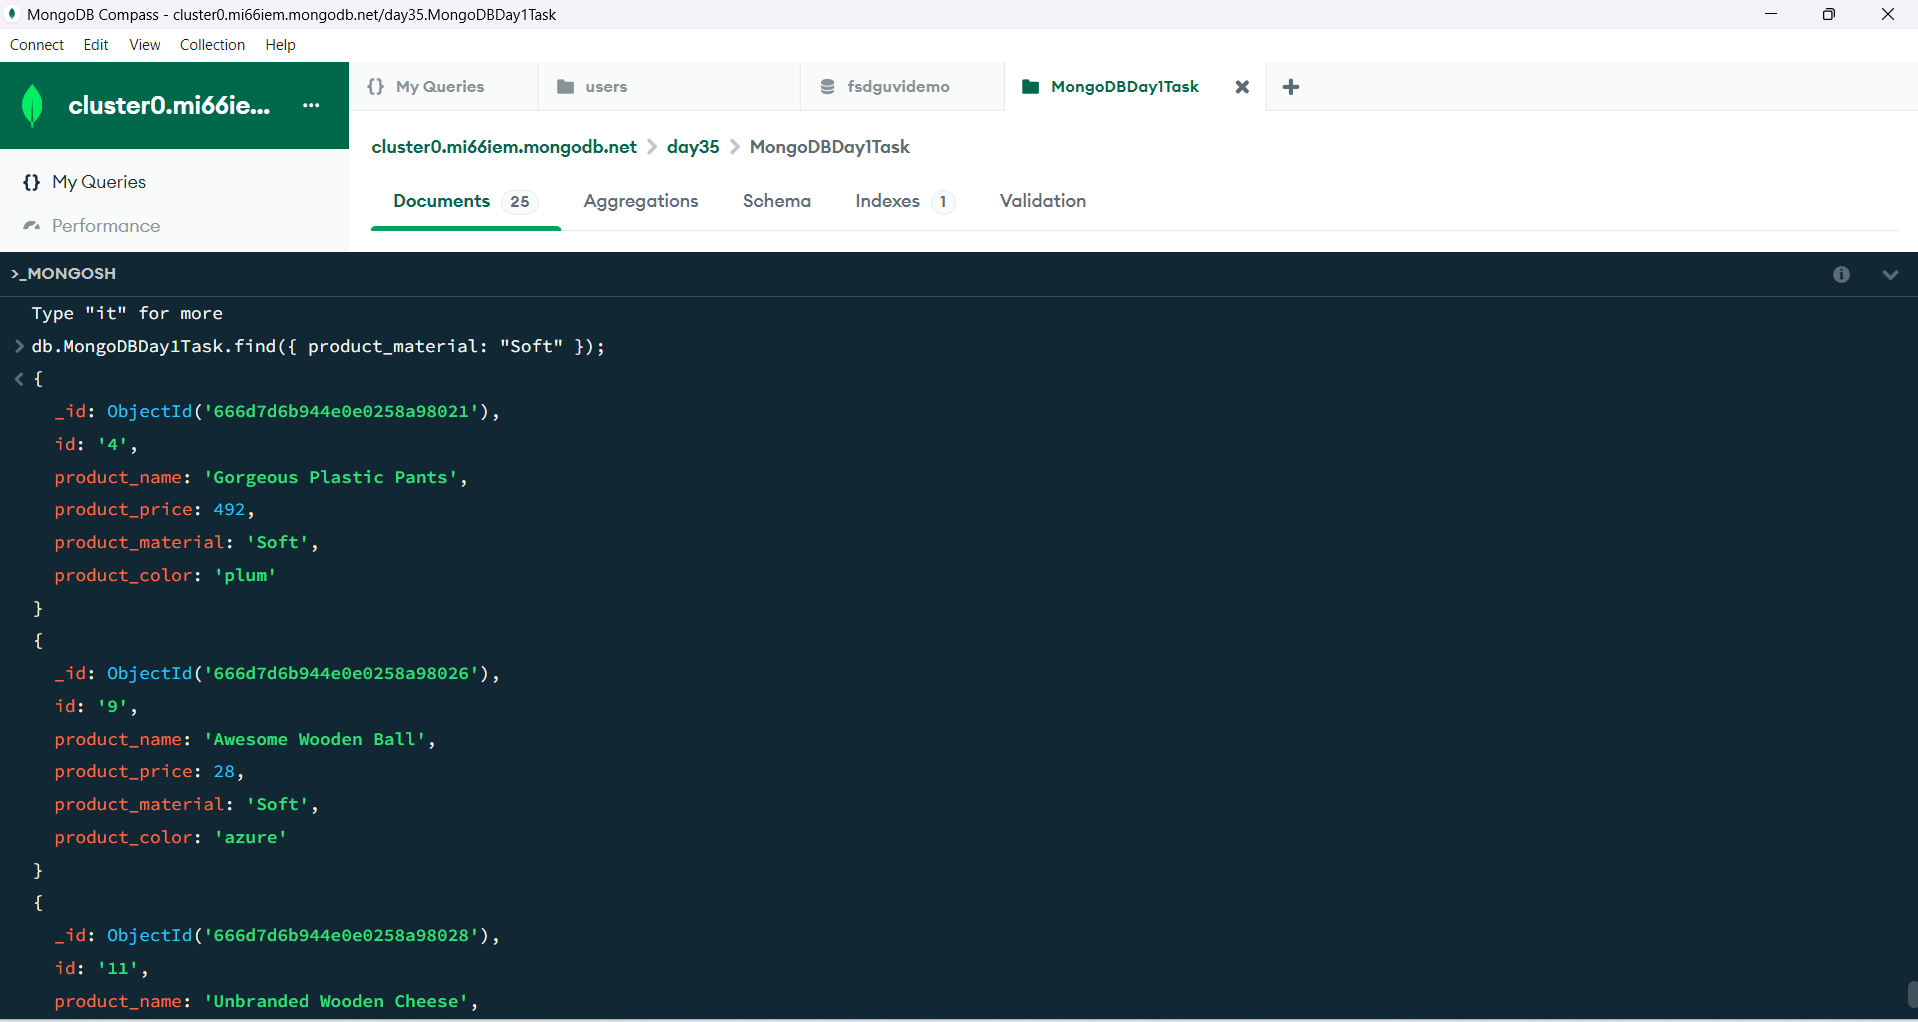 MongoDB Compass - cluster0.mi66iem.mongodb.net/day35.MongoDBDay1Task
Connect Edit View Collection Help
cluster0.mi66ie... ...
{} My Queries users fsdguvidemo MongoDBDay1Task
cluster0.mi66iem.mongodb.net > day35 > MongoDBDay1Task
{} My Queries
Performance
Documents 25 Aggregations Schema Indexes 1 Validation
>_MONGOSH
Type "it" for more
> db.MongoDBDay1Task.find({ product_material: "Soft" });
< {
_id: ObjectId('666d7d6b944e0e0258a98021'),
id: '4',
product_name: 'Gorgeous Plastic Pants',
product_price: 492,
product_material: 'Soft',
product_color: 'plum'
}
{
_id: ObjectId('666d7d6b944e0e0258a98026'),
id: '9',
product_name: 'Awesome Wooden Ball',
product_price: 28,
product_material: 'Soft',
product_color: 'azure'
}
{
_id: ObjectId('666d7d6b944e0e0258a98028'),
id: '11',
product_name: 'Unbranded Wooden Cheese',